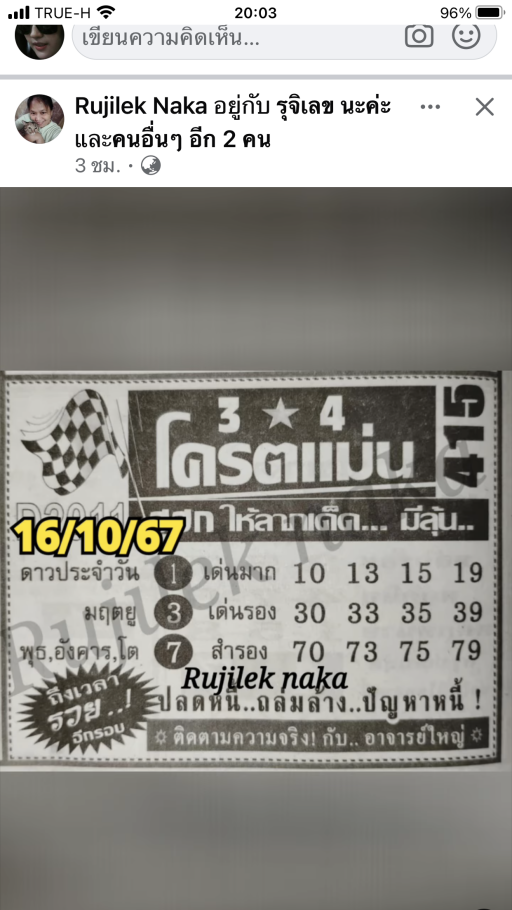 TRUE-H 20:03 96%
เขียนความคิดเห็น...
Rujilek Naka อยู่กับ รุจิเลข นะค่ะ
และคนอื่นๆ อีก 2 คน
3 ชม. ·
3 ★ 4
โคตรแม่น
415
ให้ลาภเด็ด... มีลุ้น..
16/10/67
ดาวประจำวัน 1 เด่นมาก 10 13 15 19
มฤตยู 3 เด่นรอง 30 33 35 39
พุธ,อังคาร,โต 7 สำรอง 70 73 75 79
Rujilek naka
ถึงเวลา
รวย..!
อีกรอบ
ปลดหนี้..ถล่มล้าง..ปัญหาหนี้ !
ติดตามความจริง! กับ.. อาจารย์ใหญ่
Rujilek naka